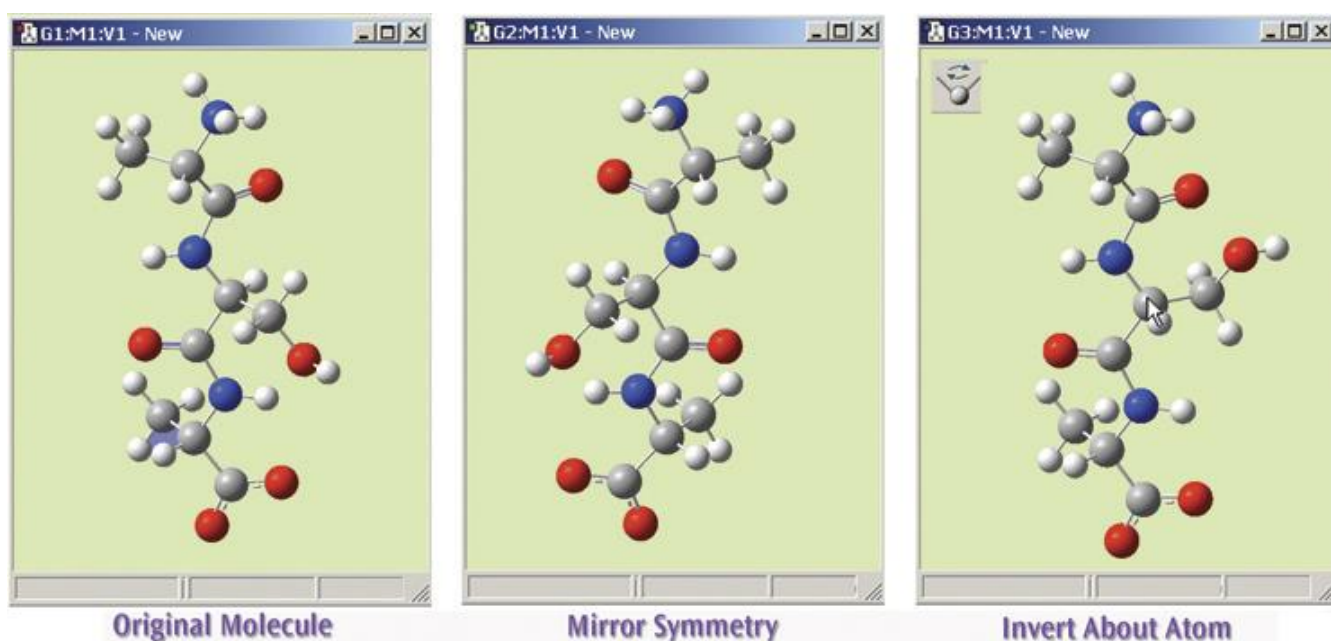 G1:M1:V1 - New
G2:M1:V1 - New
G3:M1:V1 - New
Original Molecule
Mirror Symmetry
Invert About Atom